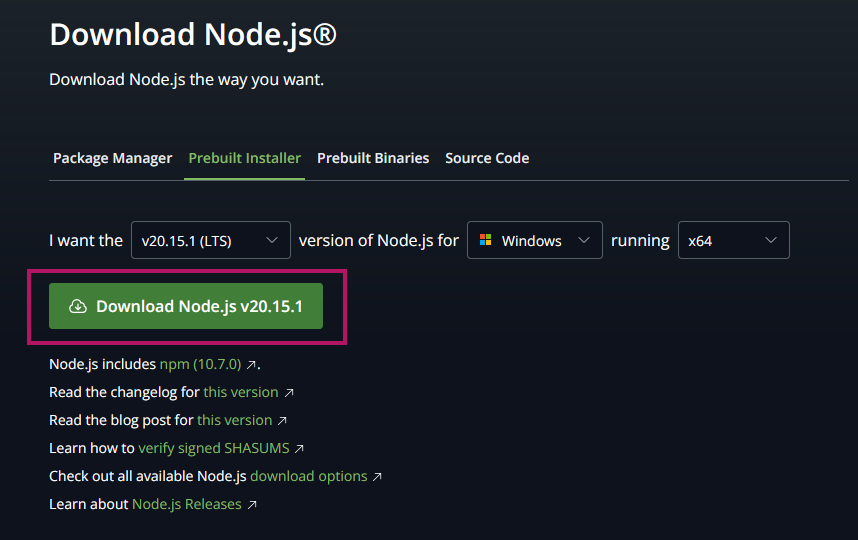 Download Node.js®
Download Node.js the way you want.
Package Manager Prebuilt Installer Prebuilt Binaries Source Code
I want the v20.15.1 (LTS) version of Node.js for Windows running x64
Download Node.js v20.15.1
Node.js includes npm (10.7.0) ↗.
Read the changelog for this version ↗
Read the blog post for this version ↗
Learn how to verify signed SHASUMS ↗
Check out all available Node.js download options ↗
Learn about Node.js Releases ↗